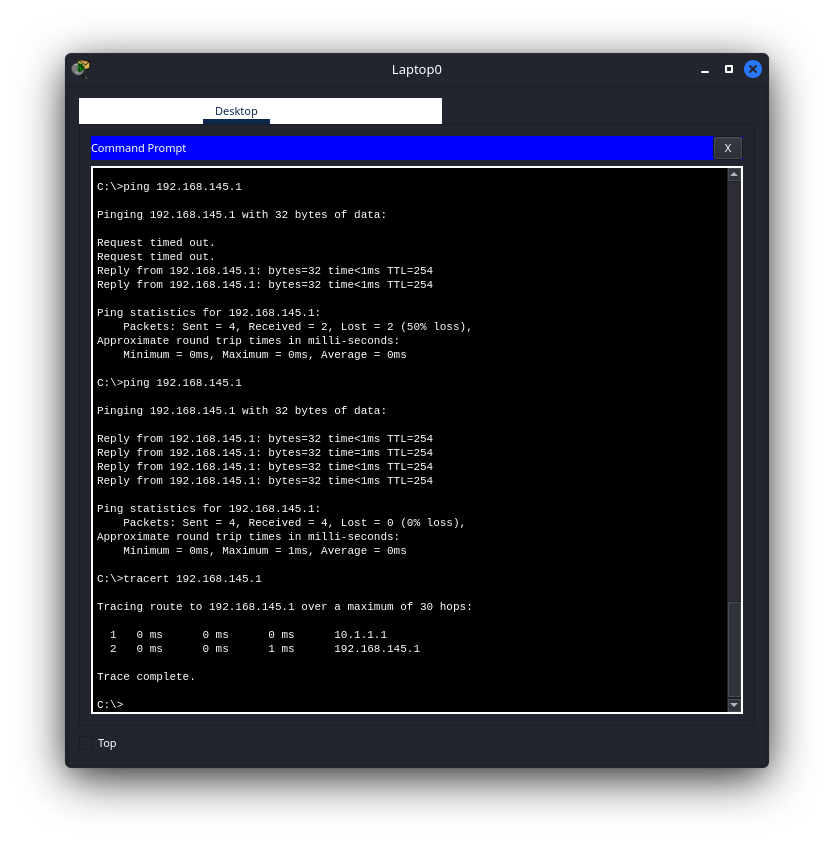 Laptop0
Desktop
Command Prompt
X
C:\>ping 192.168.145.1
Pinging 192.168.145.1 with 32 bytes of data:
Request timed out.
Request timed out.
Reply from 192.168.145.1: bytes=32 time<1ms TTL=254
Reply from 192.168.145.1: bytes=32 time<1ms TTL=254
Ping statistics for 192.168.145.1:
    Packets: Sent = 4, Received = 2, Lost = 2 (50% loss),
Approximate round trip times in milli-seconds:
    Minimum = 0ms, Maximum = 0ms, Average = 0ms
C:\>ping 192.168.145.1
Pinging 192.168.145.1 with 32 bytes of data:
Reply from 192.168.145.1: bytes=32 time<1ms TTL=254
Reply from 192.168.145.1: bytes=32 time=1ms TTL=254
Reply from 192.168.145.1: bytes=32 time<1ms TTL=254
Reply from 192.168.145.1: bytes=32 time<1ms TTL=254
Ping statistics for 192.168.145.1:
    Packets: Sent = 4, Received = 4, Lost = 0 (0% loss),
Approximate round trip times in milli-seconds:
    Minimum = 0ms, Maximum = 1ms, Average = 0ms
C:\>tracert 192.168.145.1
Tracing route to 192.168.145.1 over a maximum of 30 hops:
  1   0 ms      0 ms      0 ms      10.1.1.1
  2   0 ms      0 ms      1 ms      192.168.145.1
Trace complete.
C:\>
Top